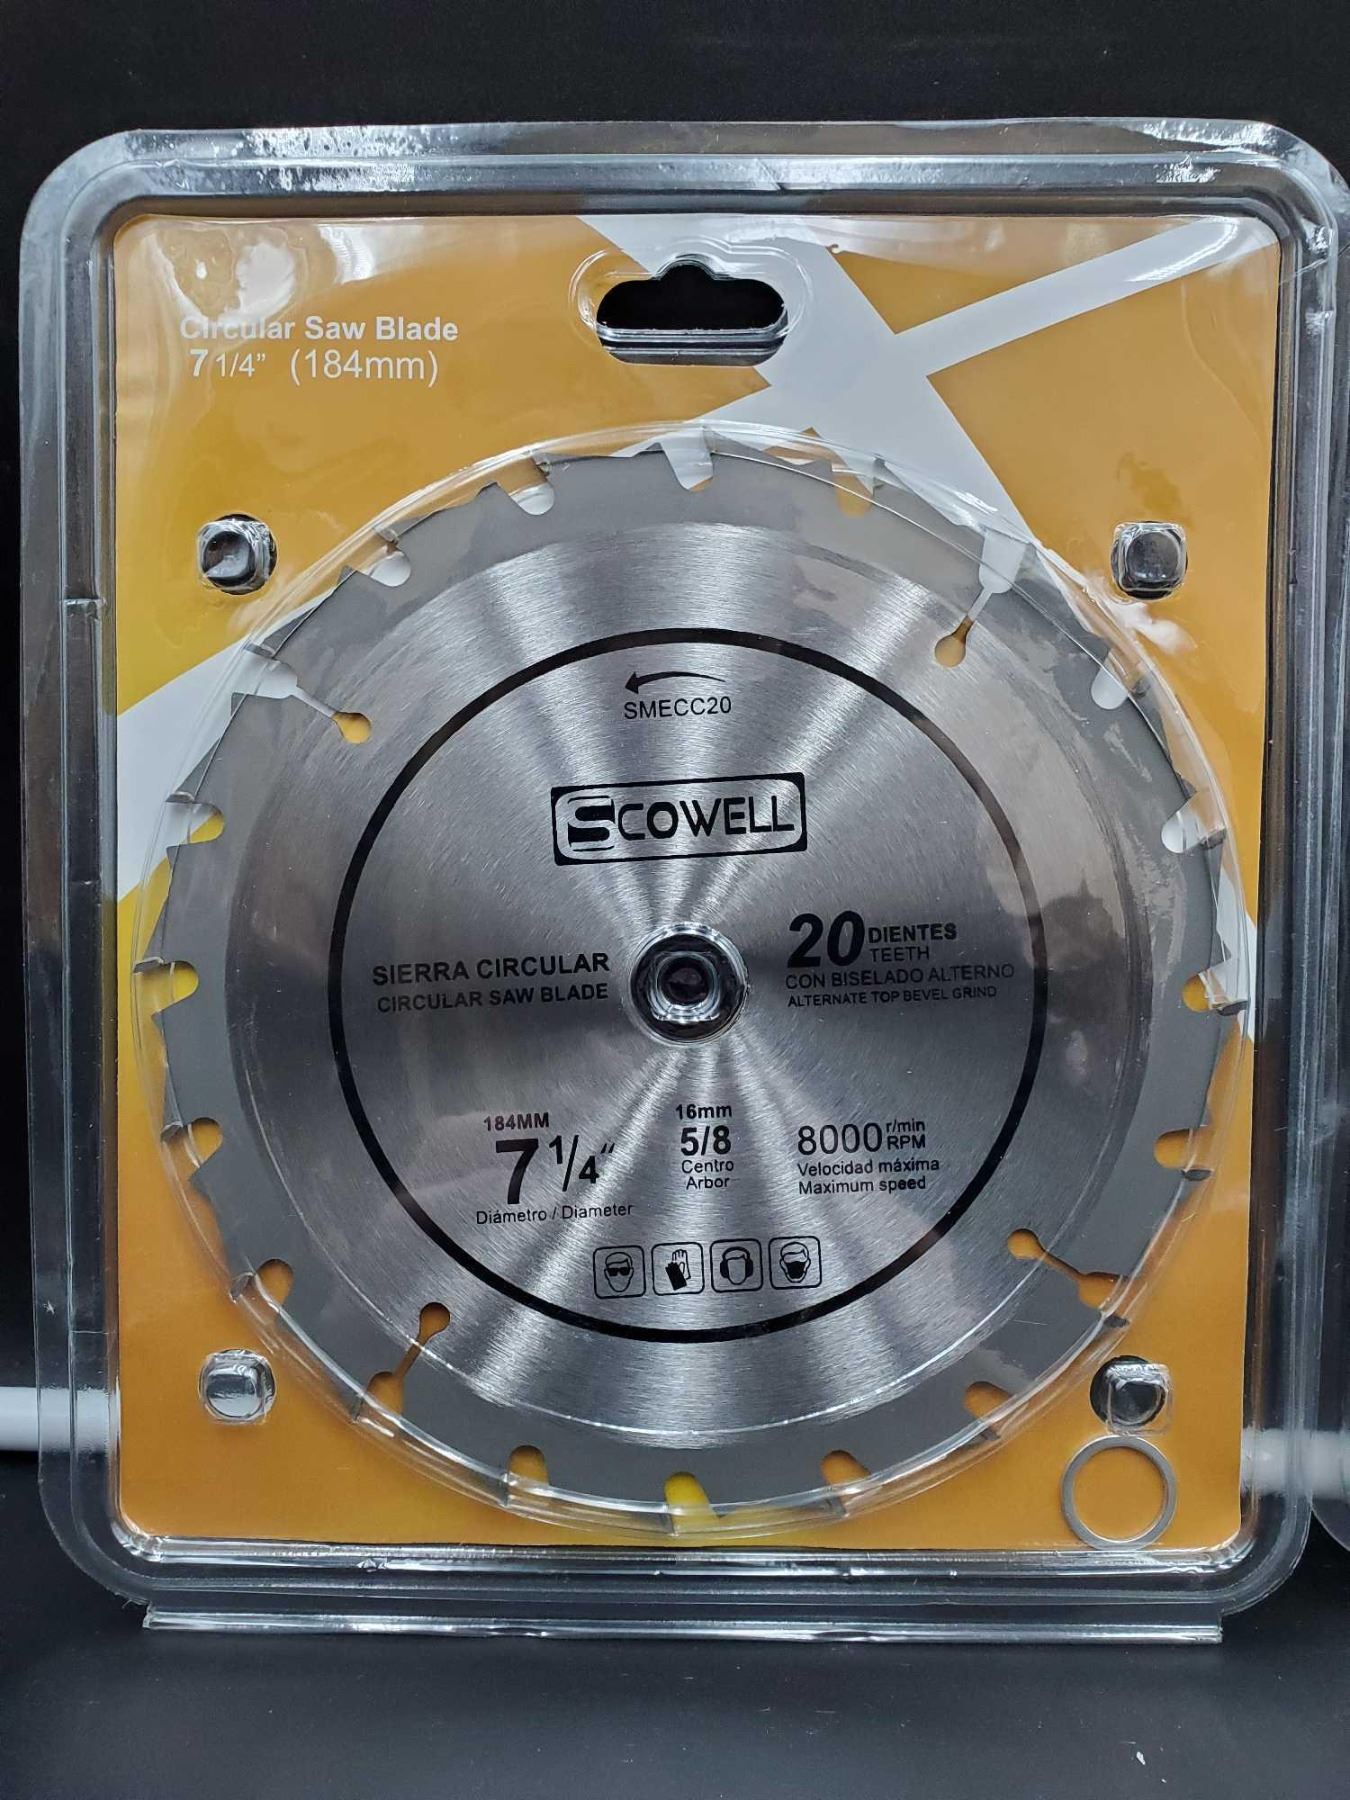 Circular Saw Blade
7 1/4” (184mm)
SMECC20
SCOWELL
SIERRA CIRCULAR
CIRCULAR SAW BLADE
20 DIENTES
TEETH
CON BISELADO ALTERNO
ALTERNATE TOP BEVEL GRIND
184MM
7 1/4“
Diámetro / Diameter
16mm
5/8
Centro
Arbor
8000 r/min
RPM
Velocidad máxima
Maximum speed